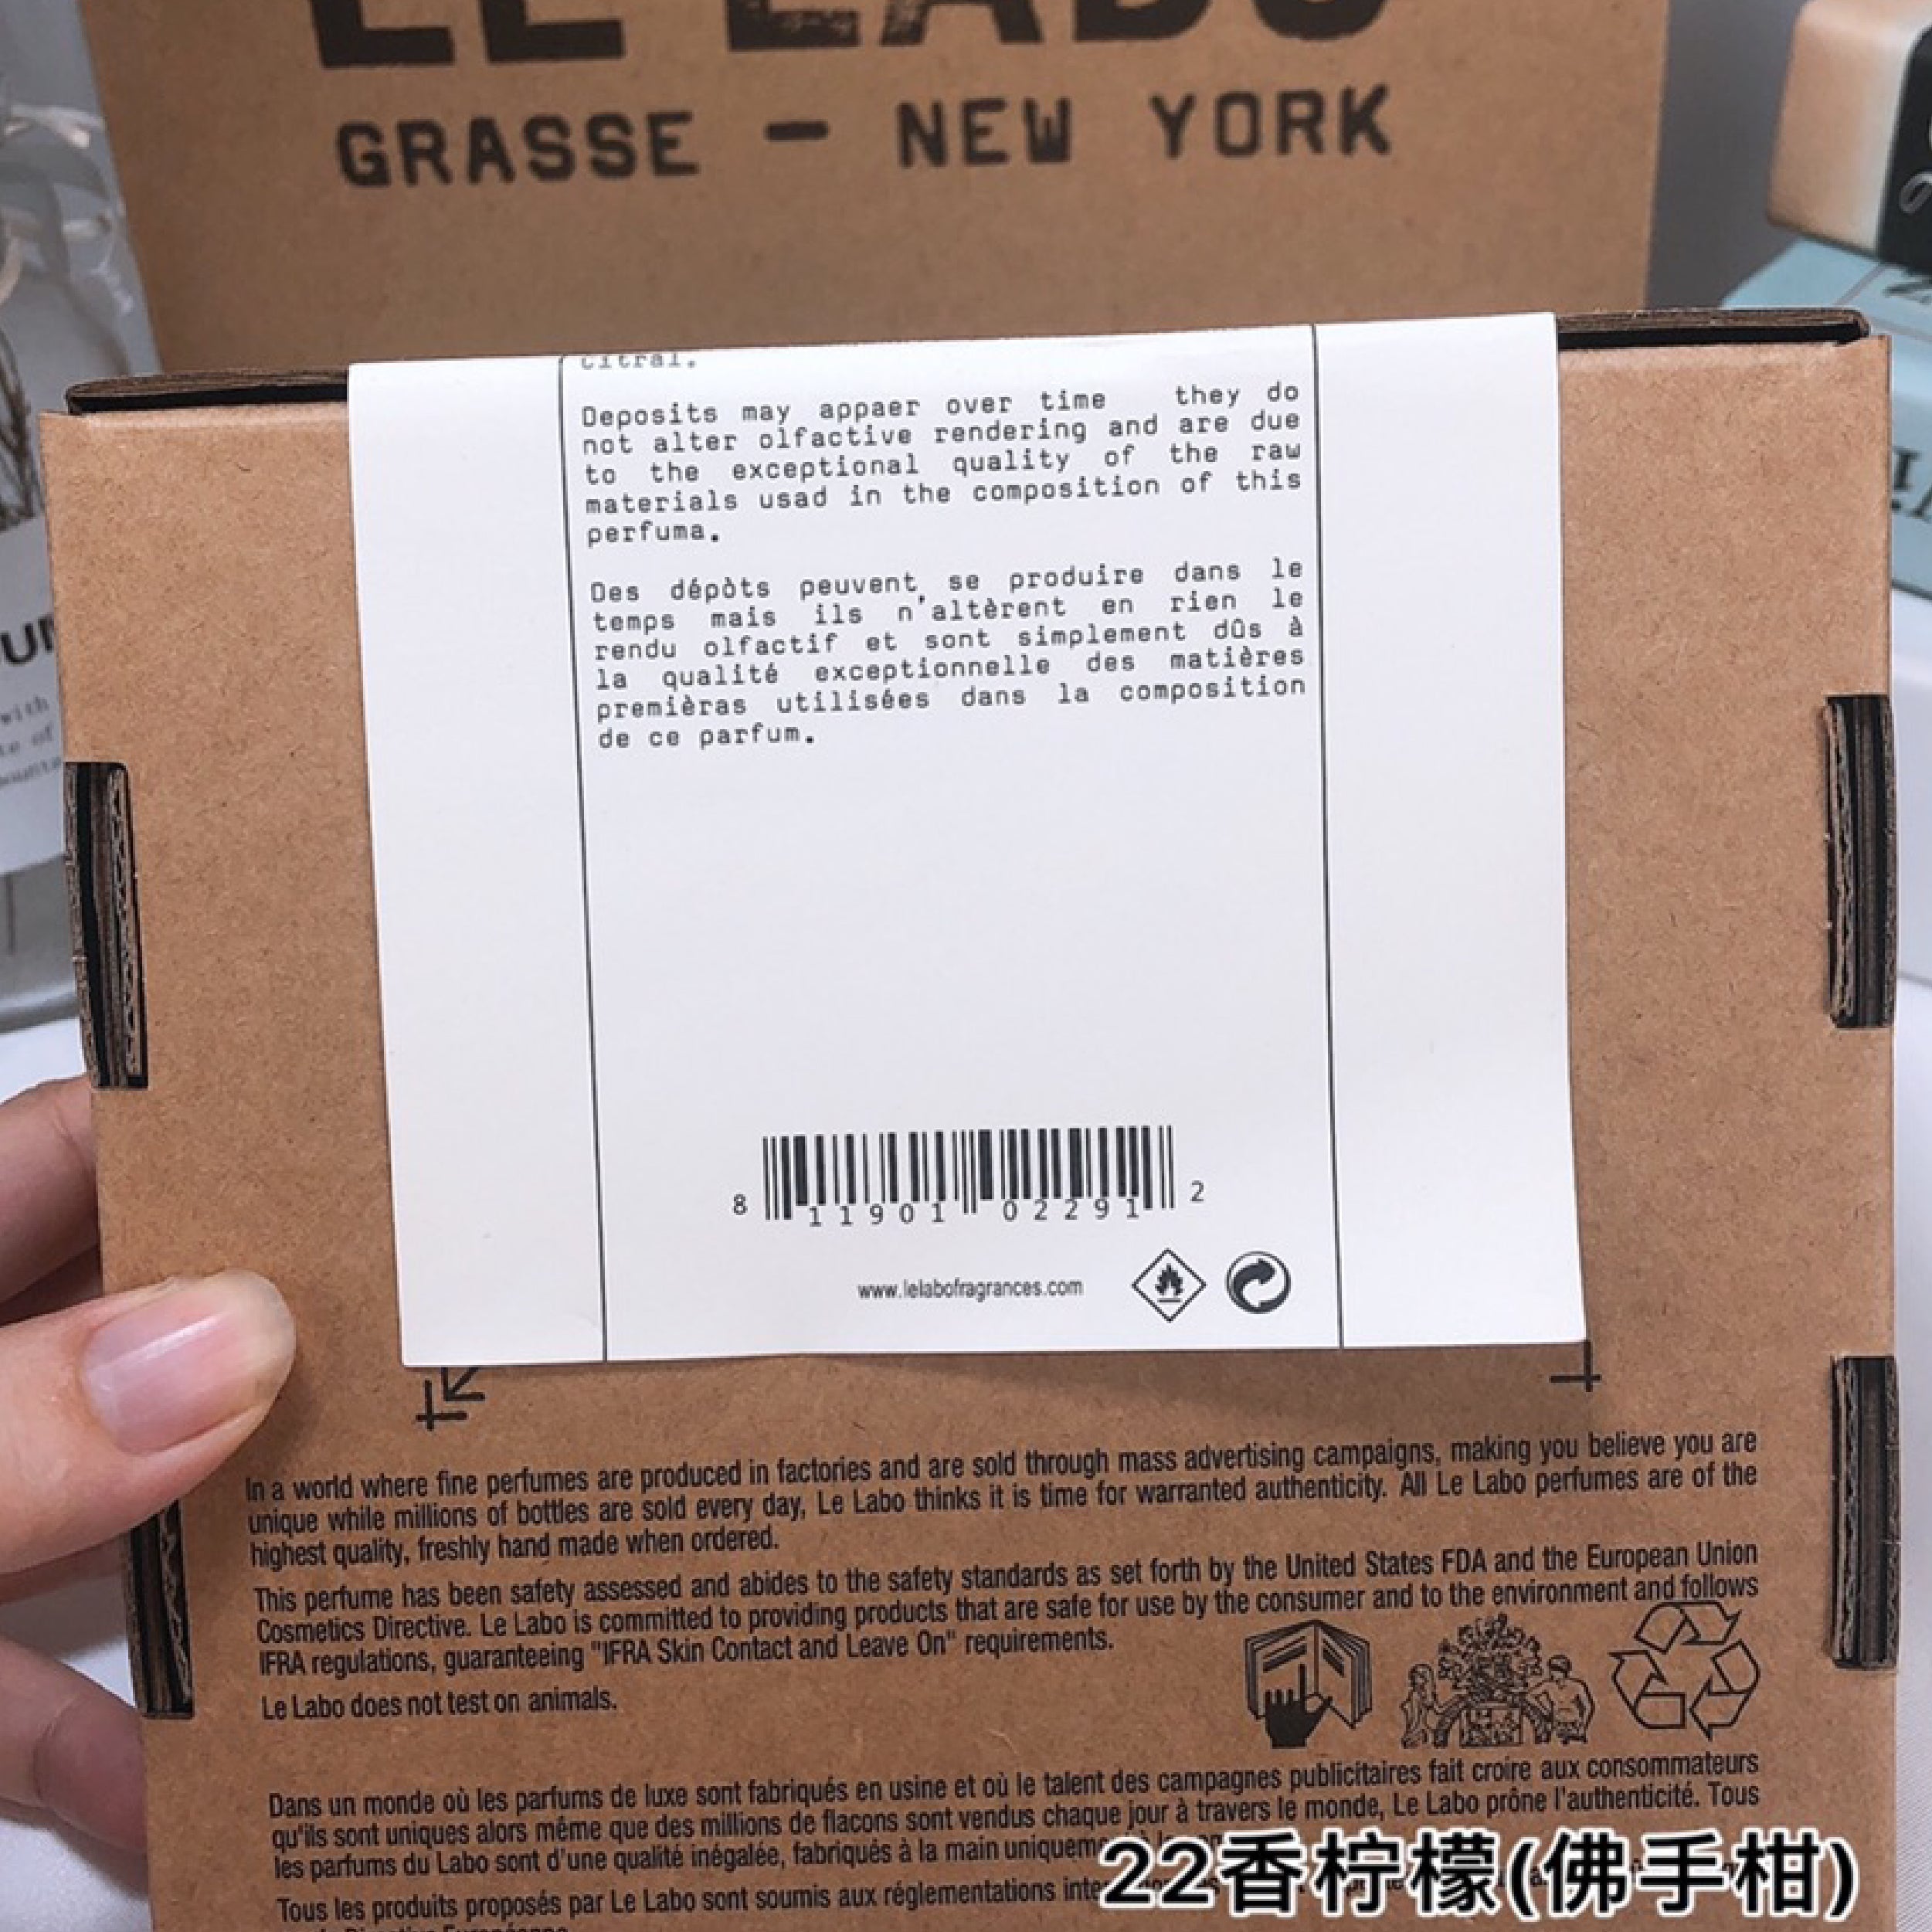 LE LABO
GRASSE — NEW YORK
citral.
Deposits may appaer over time they do
not alter olfactive rendering and are due
to the exceptional quality of the raw
materials usad in the composition of this
perfuma.
Des dépòts peuvent se produire dans le
temps mais ils n'altèrent en rien le
rendu olfactif et sont simplement dûs à
la qualité exceptionnelle des matières
premièras utilisées dans la composition
de ce parfum.
8 11901 02291 2
www.lelabofragrances.com
In a world where fine perfumes are produced in factories and are sold through mass advertising campaigns, making you believe you are
unique while millions of bottles are sold every day, Le Labo thinks it is time for warranted authenticity. All Le Labo perfumes are of the
highest quality, freshly hand made when ordered.
This perfume has been safety assessed and abides to the safety standards as set forth by the United States FDA and the European Union
Cosmetics Directive. Le Labo is committed to providing products that are safe for use by the consumer and to the environment and follows
IFRA regulations, guaranteeing "IFRA Skin Contact and Leave On" requirements.
Le Labo does not test on animals.
Dans un monde où les parfums de luxe sont fabriqués en usine et où le talent des campagnes publicitaires fait croire aux consommateurs
qu'ils sont uniques alors même que des millions de flacons sont vendus chaque jour à travers le monde, Le Labo prône l'authenticité. Tous
les parfums du Labo sont d'une qualité inégalée, fabriqués à la main
22香柠檬(佛手柑)
Tous les produits proposés par Le Labo sont soumis aux réglementations
with
of